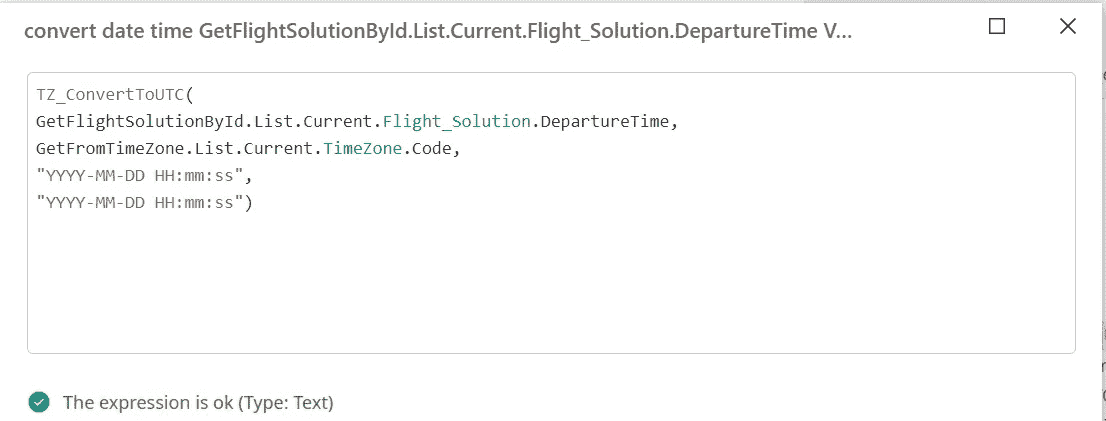 convert date time GetFlightSolutionById.List.Current.Flight_Solution.DepartureTime V...
TZ_ConvertToUTC(
GetFlightSolutionById.List.Current.Flight_Solution.DepartureTime,
GetFromTimeZone.List.Current.TimeZone.Code,
"YYYY-MM-DD HH:mm:ss",
"YYYY-MM-DD HH:mm:ss")
The expression is ok (Type: Text)